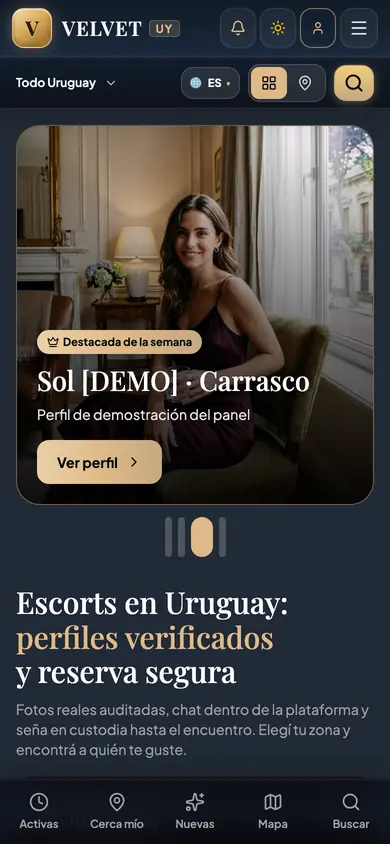 V VELVET UY
Todo Uruguay ES
Destacada de la semana
Sol [DEMO] · Carrasco
Perfil de demostración del panel
Ver perfil
Escorts en Uruguay:
perfiles verificados
y reserva segura
Fotos reales auditadas, chat dentro de la plataforma y
seña en custodia hasta el encuentro. Elegí tu zona y
encontrá a quién te guste.
Activas Cerca mío Nuevas Mapa Buscar